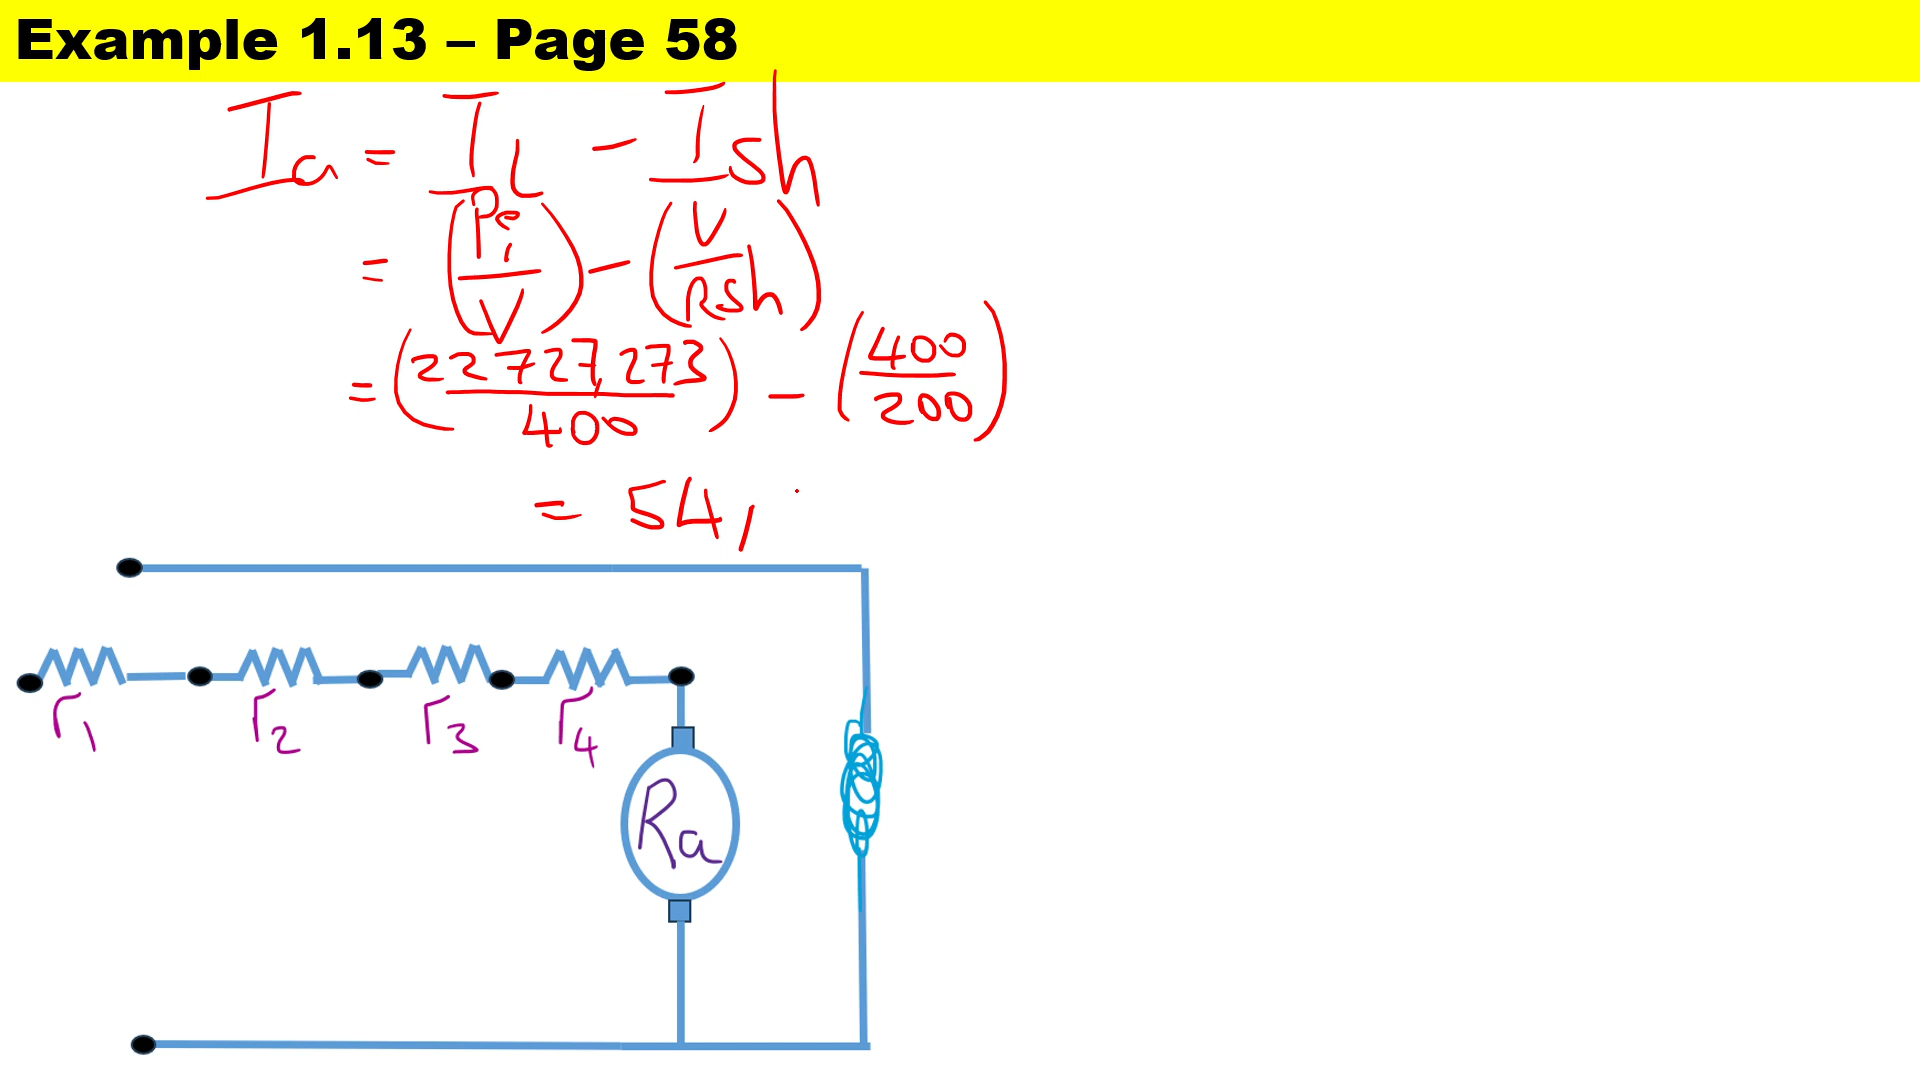 Example 1.13 – Page 58
Ia = IL - Ish
= (Pei/V) - (V/Rsh)
= (22727,273/400) - (400/200)
= 54,
r1 r2 r3 r4
Ra